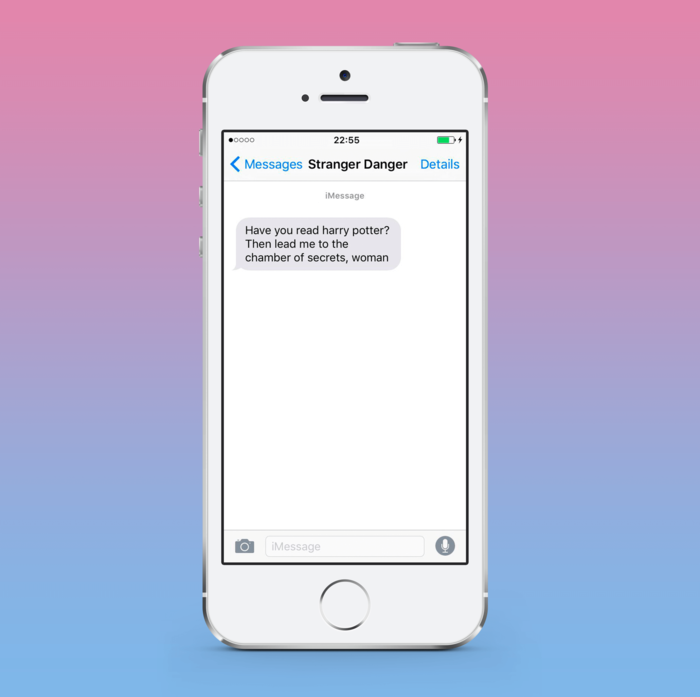 22:55
Messages Stranger Danger Details
iMessage
Have you read harry potter?
Then lead me to the
chamber of secrets, woman
iMessage